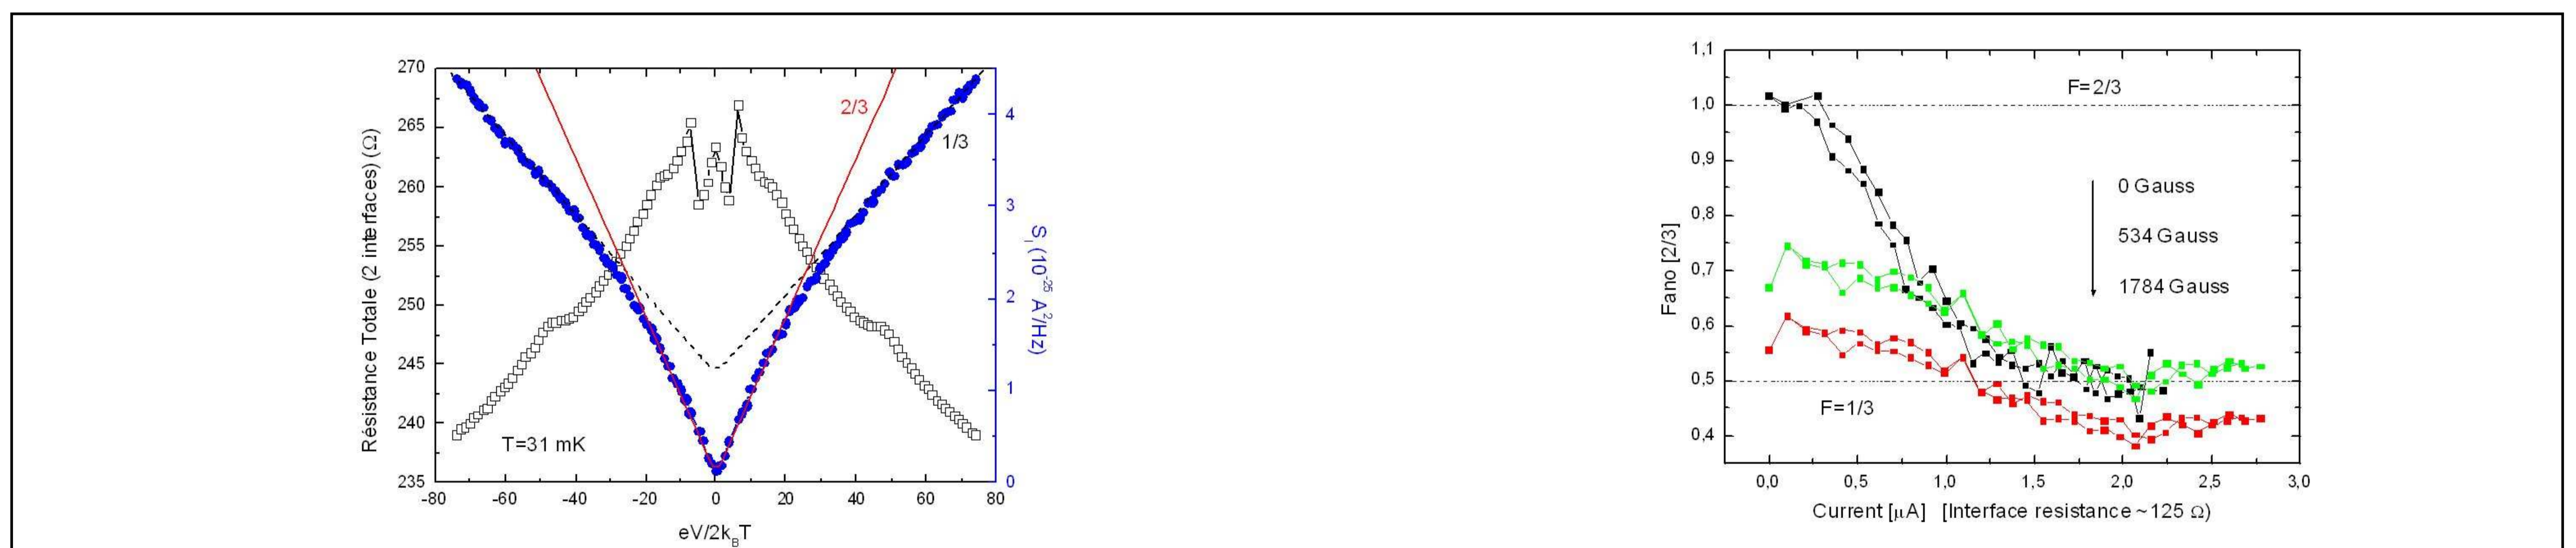 270
265
260
255
250
245
240
235
Résistance Totale (2 interfaces) (Ω)
-80 -60 -40 -20 0 20 40 60 80
eV/2k_BT
T=31 mK
2/3
1/3
4
3
2
1
0
S_I (10^-25 A^2/Hz)
1,1
1,0
0,9
0,8
0,7
0,6
0,5
0,4
Fano [2/3]
F=2/3
0 Gauss
534 Gauss
1784 Gauss
F=1/3
0,0 0,5 1,0 1,5 2,0 2,5 3,0
Current [µA] [Interface resistance ~ 125 Ω)